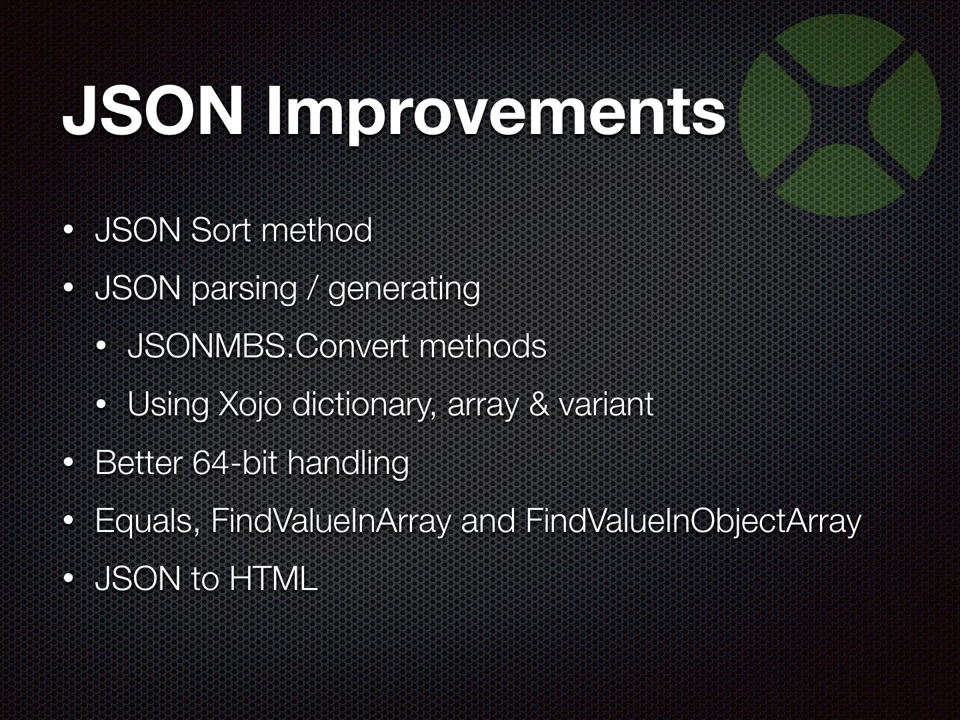 JSON Improvements
• JSON Sort method
• JSON parsing / generating
• JSONMBS.Convert methods
• Using Xojo dictionary, array & variant
• Better 64-bit handling
• Equals, FindValueInArray and FindValueInObjectArray
• JSON to HTML